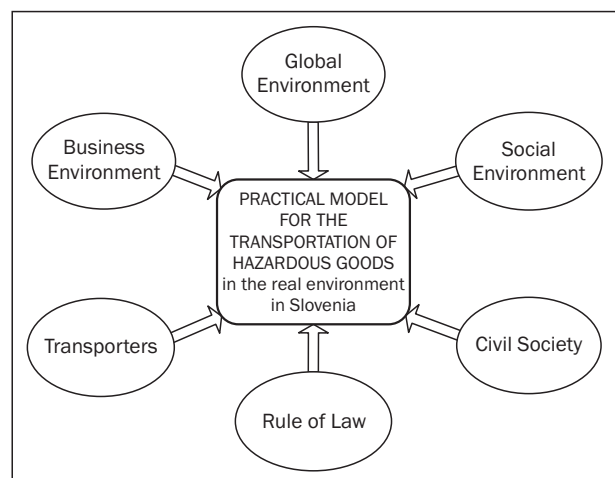 Global
Environment
Business
Environment
Social
Environment
PRACTICAL MODEL
FOR THE
TRANSPORTATION OF
HAZARDOUS GOODS
in the real environment
in Slovenia
Transporters
Civil Society
Rule of Law